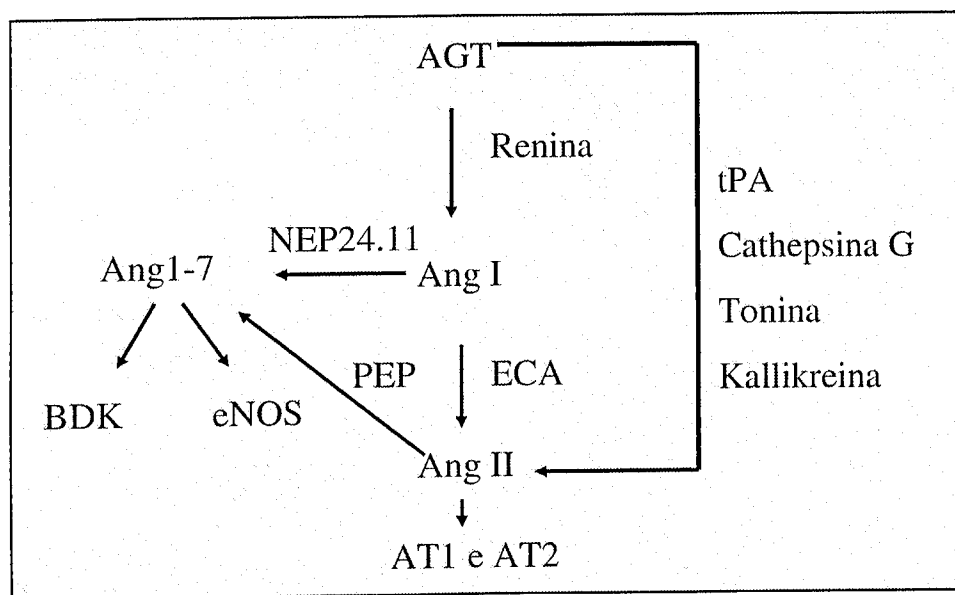 AGT
Renina
tPA
NEP24.11
Cathepsina G
Ang1-7
Ang I
Tonina
PEP
ECA
Kallikreina
BDK
eNOS
Ang II
AT1 e AT2